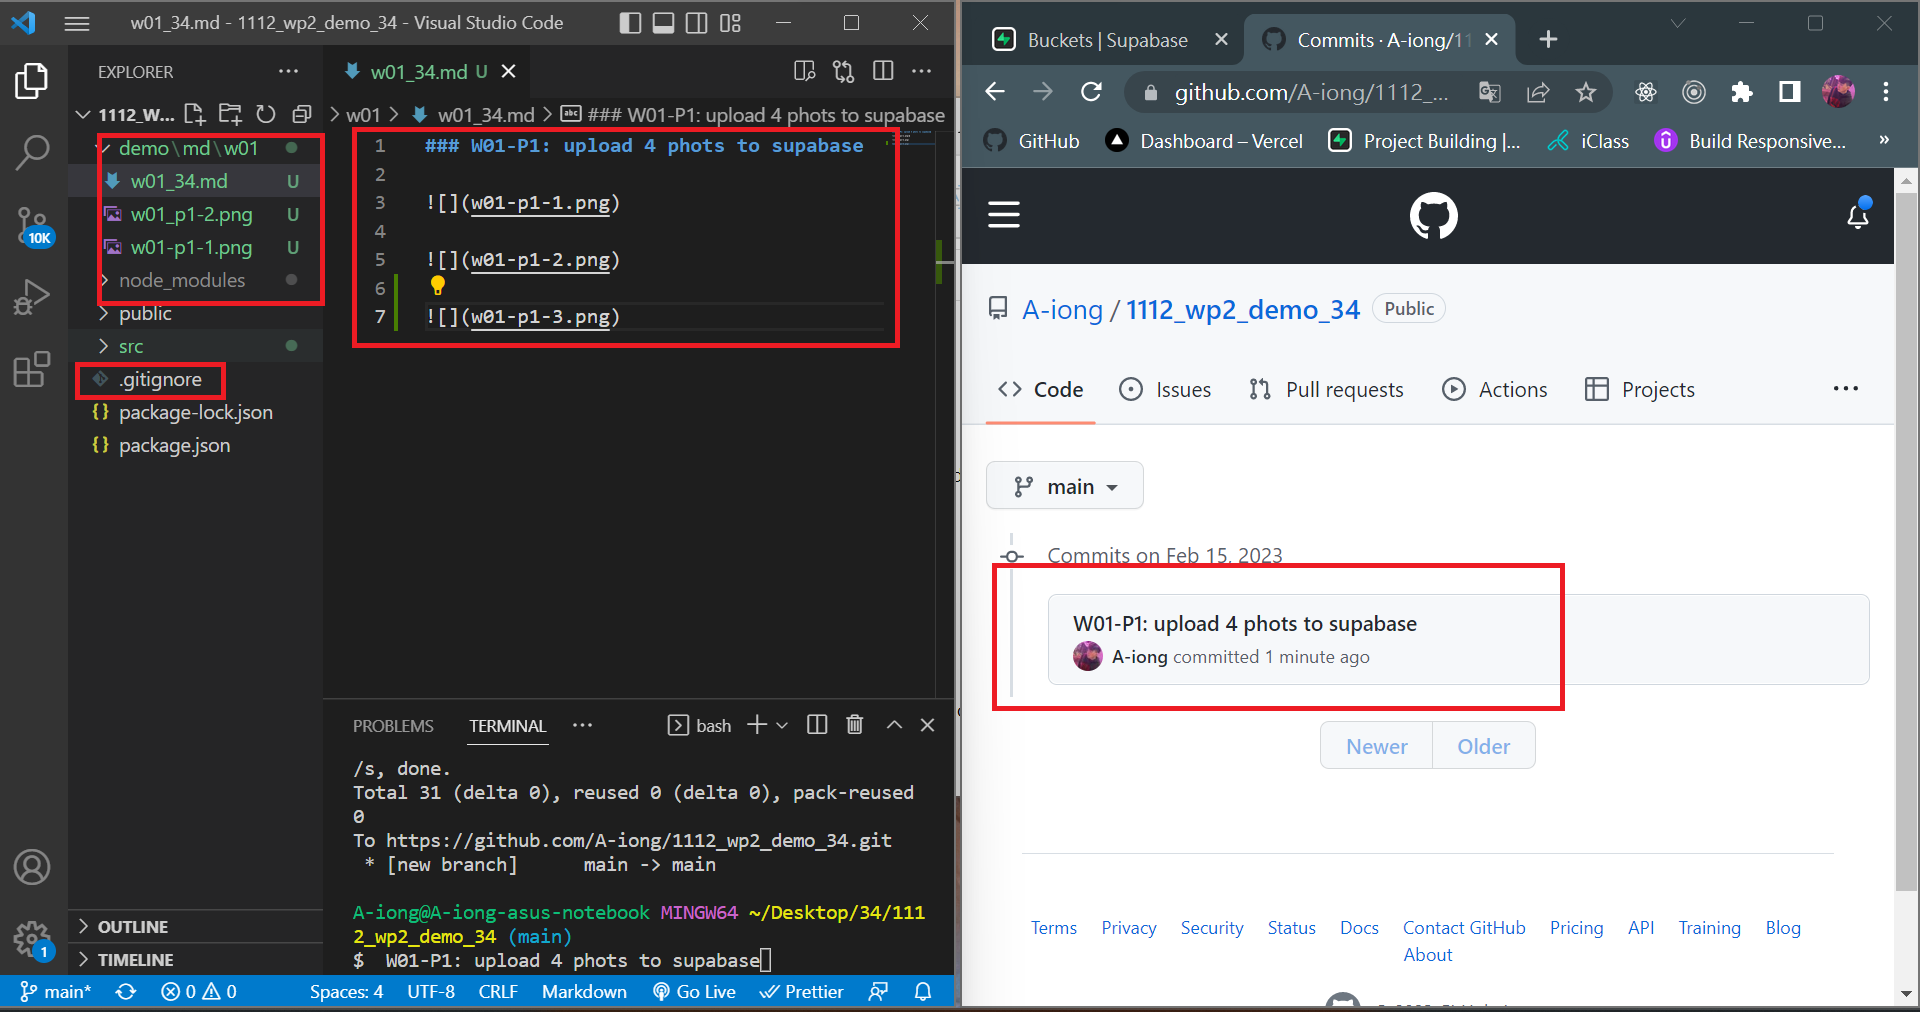 w01_34.md - 1112_wp2_demo_34 - Visual Studio Code
EXPLORER
1112_W...
demo\md\w01
w01_34.md U
w01_p1-2.png U
w01-p1-1.png U
node_modules
public
src
.gitignore
{} package-lock.json
{} package.json
OUTLINE
TIMELINE
10K
1
w01_34.md U
w01 > w01_34.md > abc ### W01-P1: upload 4 phots to supabase
1 ### W01-P1: upload 4 phots to supabase
2
3 ![](w01-p1-1.png)
4
5 ![](w01-p1-2.png)
6
7 ![](w01-p1-3.png)
PROBLEMS TERMINAL ... bash
/s, done.
Total 31 (delta 0), reused 0 (delta 0), pack-reused
0
To https://github.com/A-iong/1112_wp2_demo_34.git
* [new branch] main -> main
A-iong@A-iong-asus-notebook MINGW64 ~/Desktop/34/111
2_wp2_demo_34 (main)
$ W01-P1: upload 4 phots to supabase
main* 0 0 Spaces: 4 UTF-8 CRLF Markdown Go Live Prettier
Buckets | Supabase
Commits · A-iong/11
github.com/A-iong/1112_...
GitHub Dashboard – Vercel Project Building |... iClass Build Responsive... »
A-iong / 1112_wp2_demo_34 Public
Code Issues Pull requests Actions Projects ...
main
Commits on Feb 15, 2023
W01-P1: upload 4 phots to supabase
A-iong committed 1 minute ago
Newer Older
Terms Privacy Security Status Docs Contact GitHub Pricing API Training Blog
About